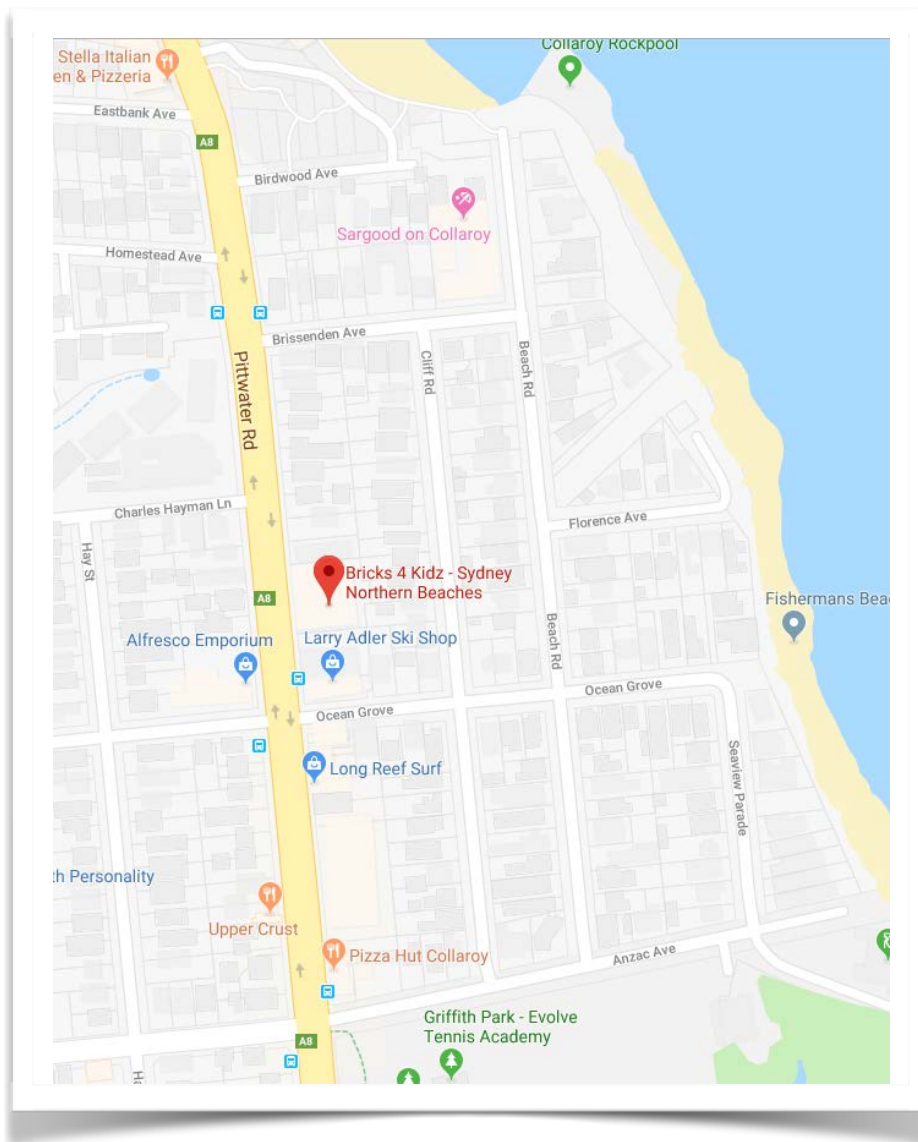 Collaroy Rockpool
Stella Italian
en & Pizzeria
Eastbank Ave
A8
Birdwood Ave
Sargood on Collaroy
Homestead Ave
Brissenden Ave
Cliff Rd
Beach Rd
Pittwater Rd
Charles Hayman Ln
Florence Ave
Hay St
Bricks 4 Kidz - Sydney
Northern Beaches
A8
Fishermans Bea
Alfresco Emporium
Larry Adler Ski Shop
Beach Rd
Ocean Grove
Ocean Grove
Seaview Parade
Long Reef Surf
th Personality
Upper Crust
Pizza Hut Collaroy
Anzac Ave
Griffith Park - Evolve
Tennis Academy
A8
Ha